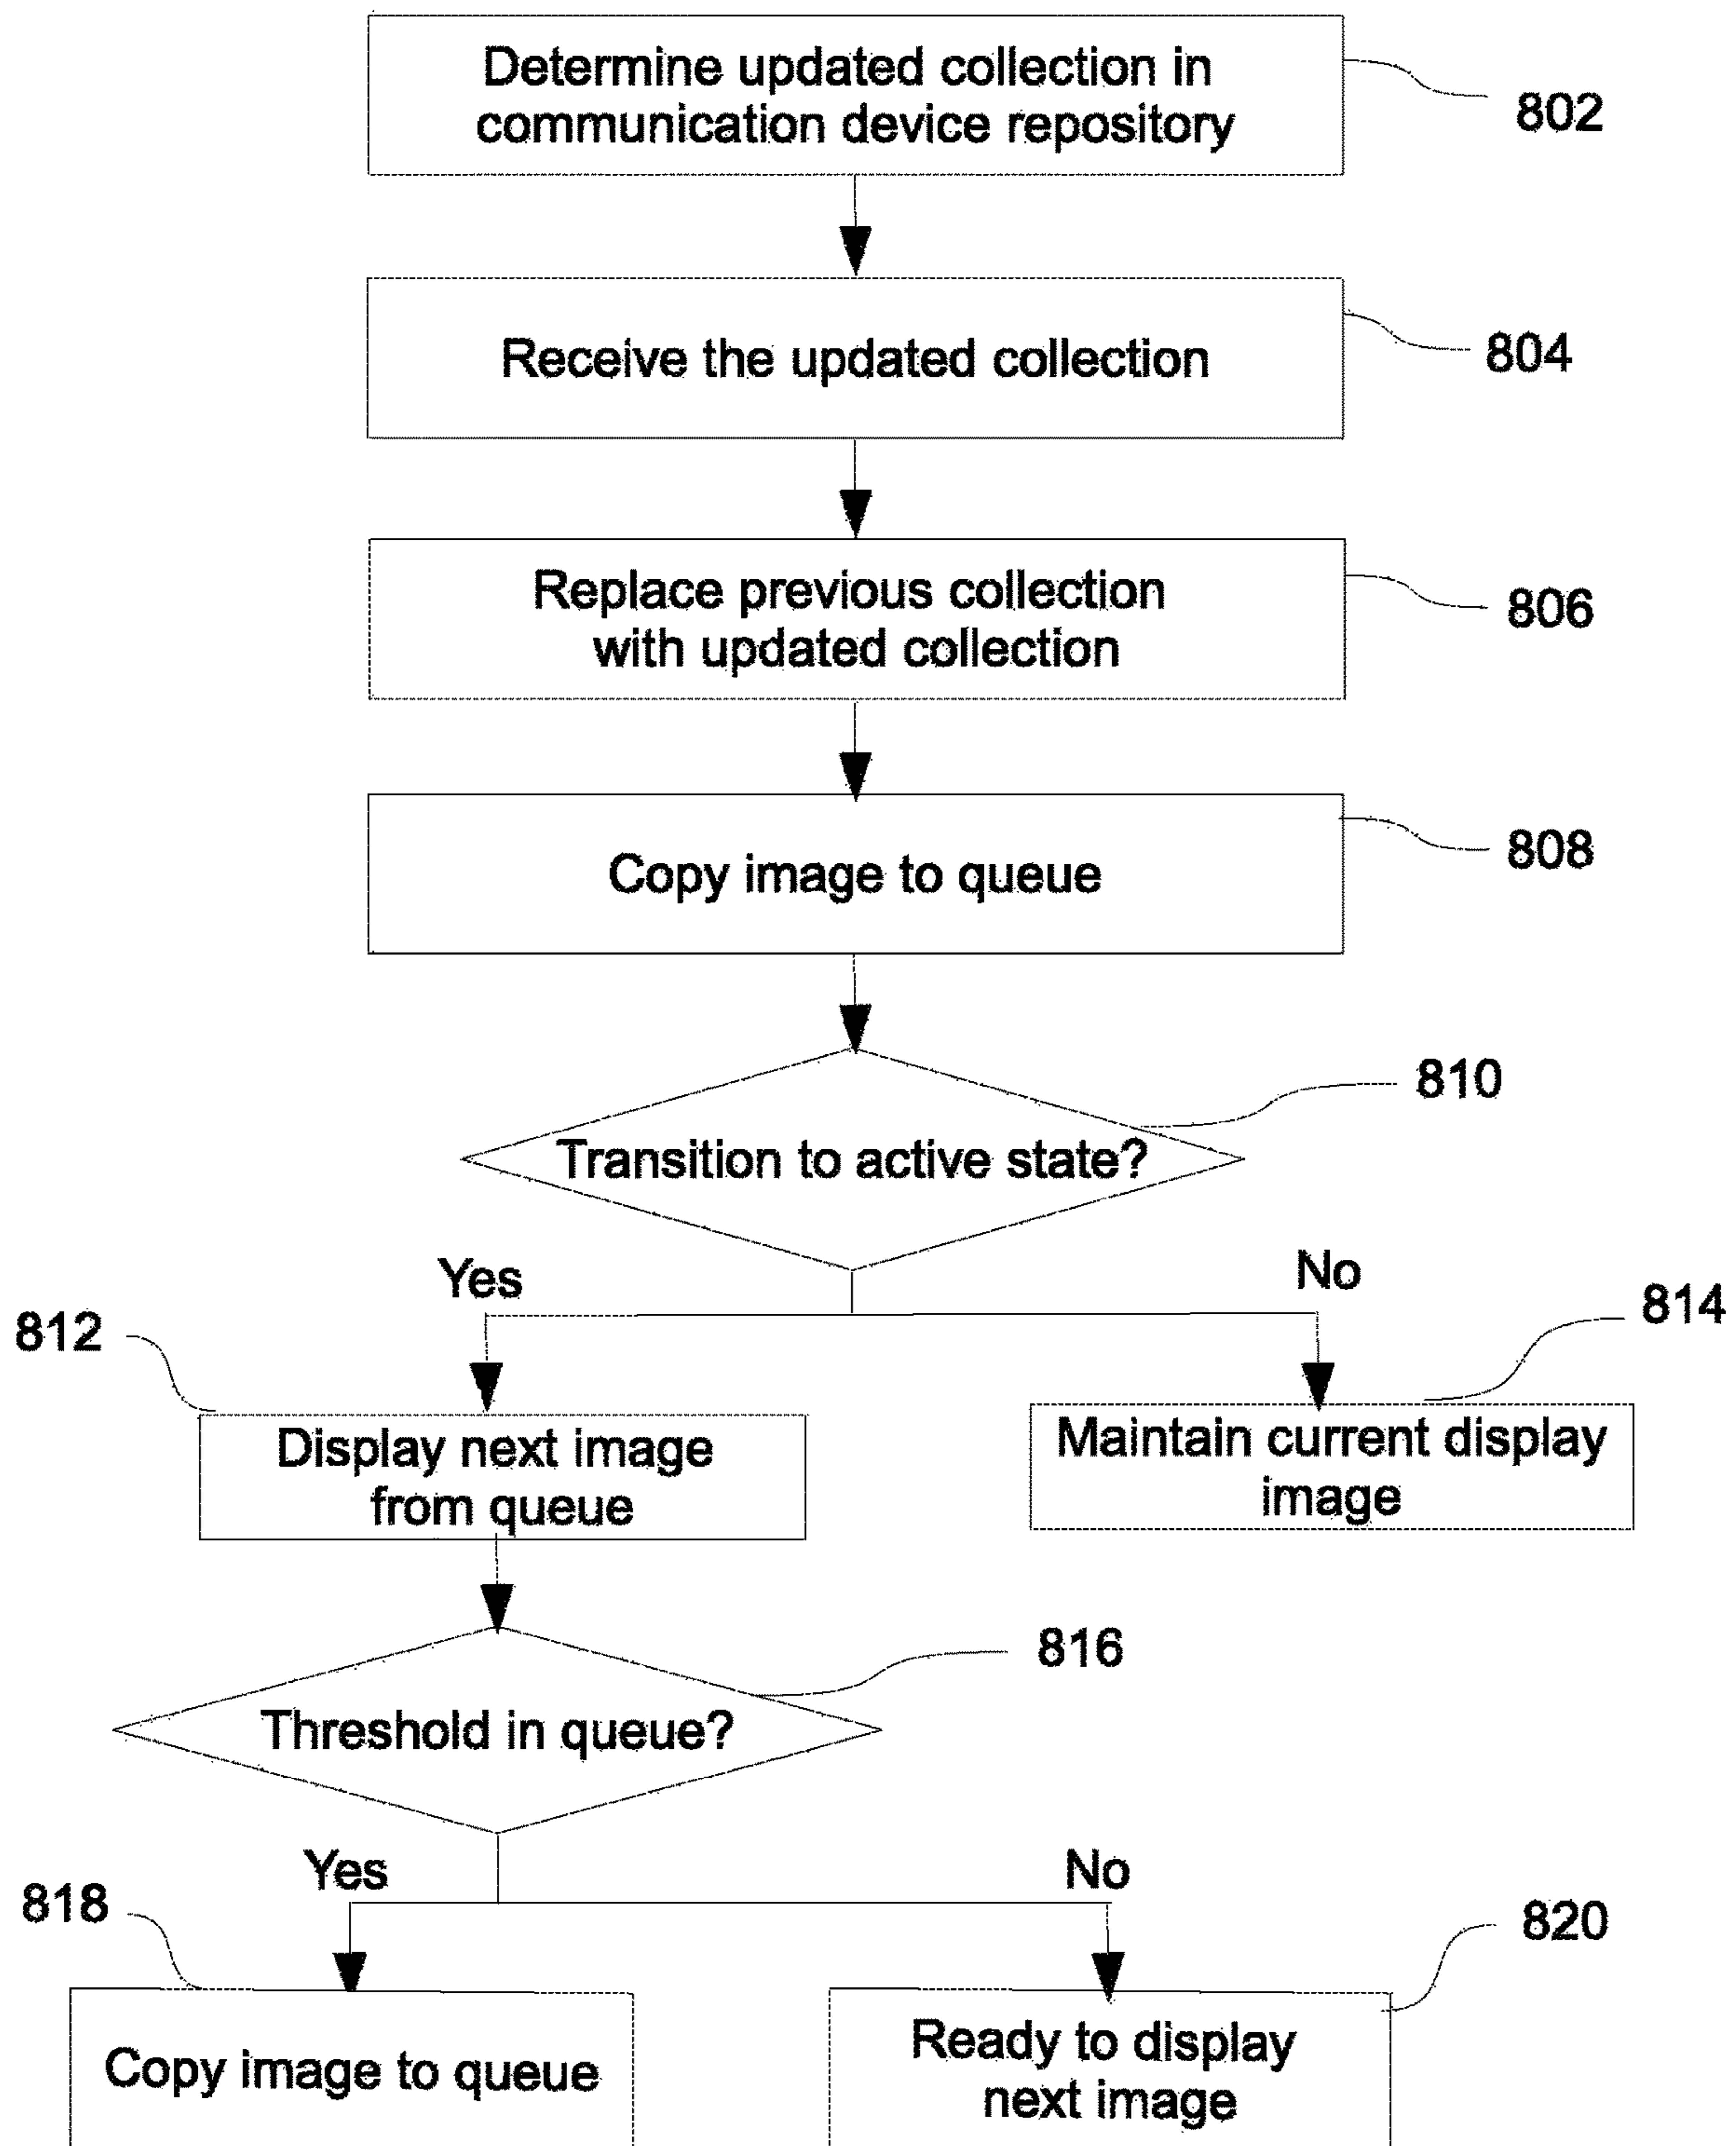 Determine updated collection in
communication device repository
802
Receive the updated collection
804
Replace previous collection
with updated collection
806
Copy image to queue
808
810
Transition to active state?
Yes
No
812
814
Display next image
from queue
Maintain current display
image
816
Threshold in queue?
Yes
No
818
820
Copy image to queue
Ready to display
next image